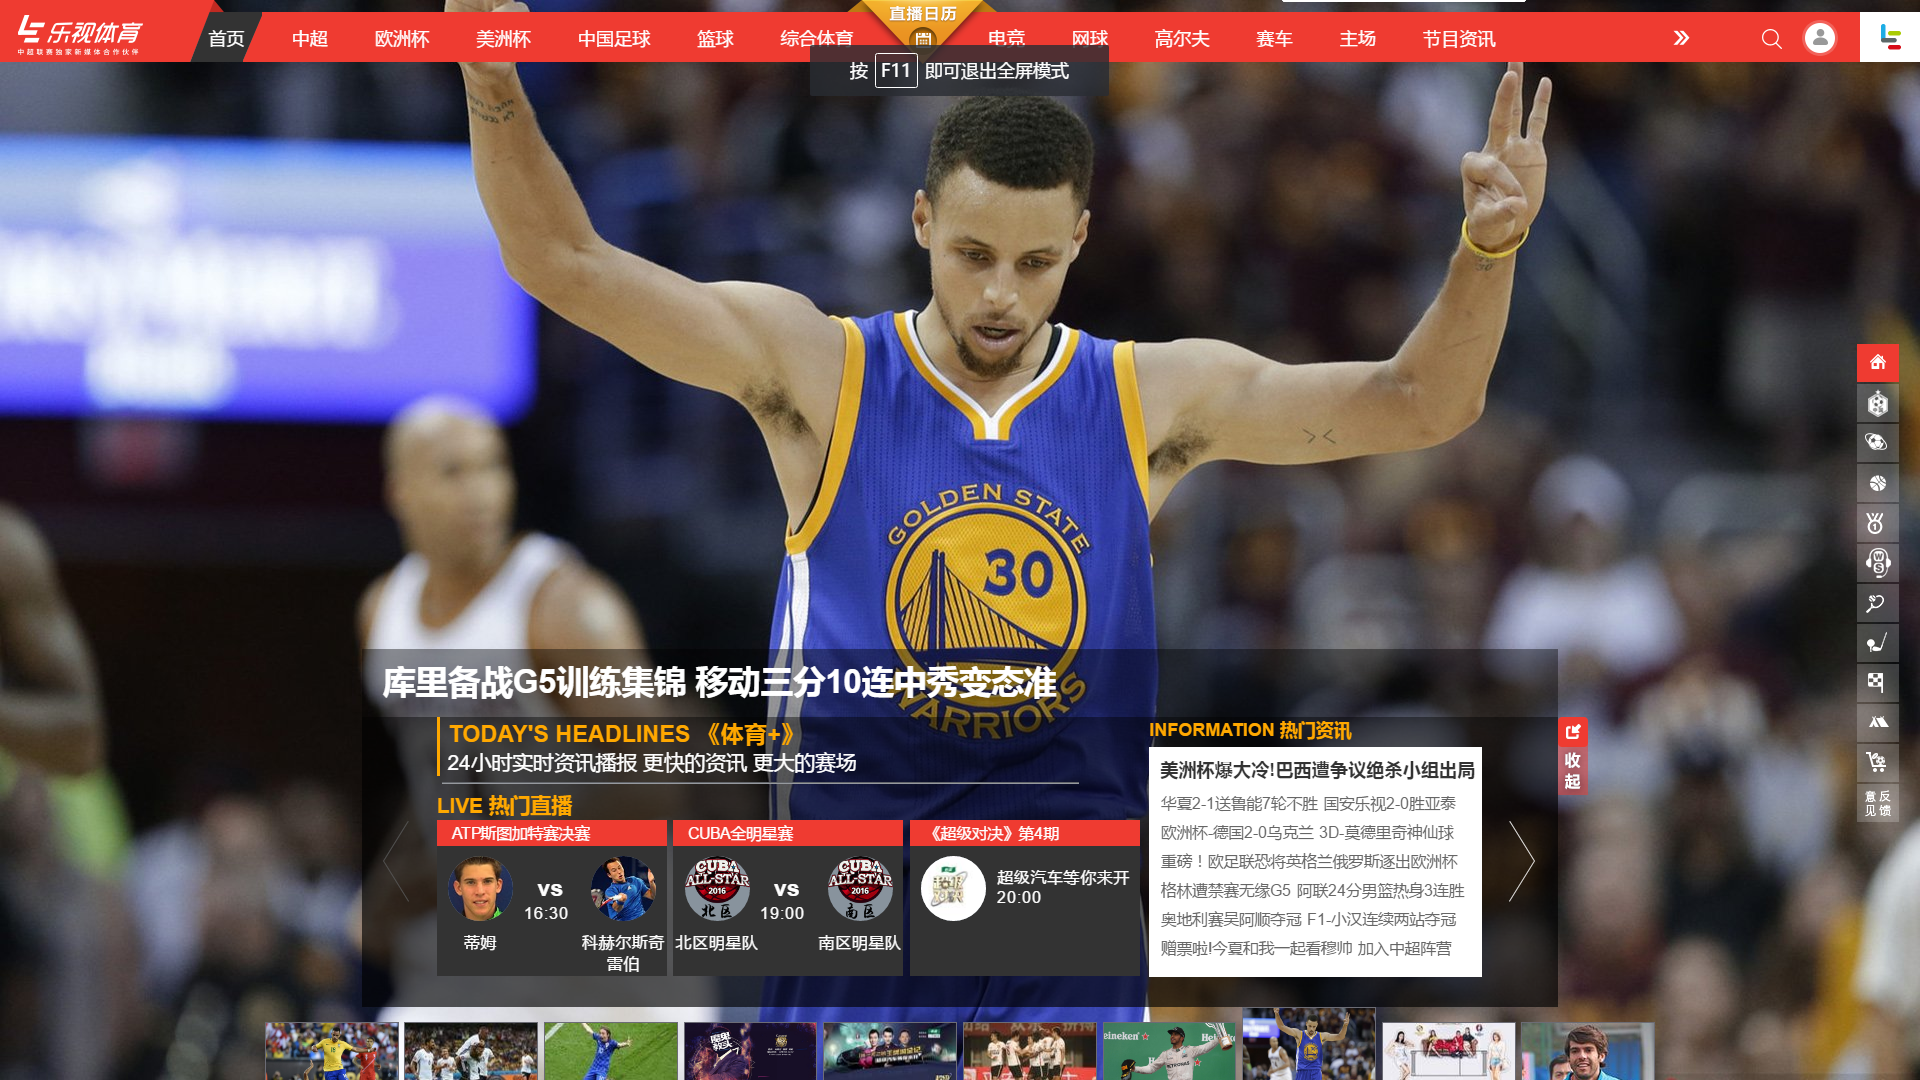 乐视体育
中超联赛独家新媒体合作伙伴
首页 中超 欧洲杯 美洲杯 中国足球 篮球 综合体育 直播日历 电竞 网球 高尔夫 赛车 主场 节目资讯
按 F11 即可退出全屏模式
GOLDEN STATE
30
WARRIORS
库里备战G5训练集锦 移动三分10连中秀变态准
TODAY'S HEADLINES 《体育+》
24小时实时资讯播报 更快的资讯 更大的赛场
LIVE 热门直播
ATP斯图加特赛决赛
vs
16:30
蒂姆
科赫尔斯奇
雷伯
CUBA全明星赛
CUBA
ALL-STAR
2016
北区
vs
19:00
CUBA
ALL-STAR
2016
南区
北区明星队
南区明星队
《超级对决》第4期
超级汽车等你来开
20:00
INFORMATION 热门资讯
美洲杯爆大冷!巴西遭争议绝杀小组出局
华夏2-1送鲁能7轮不胜 国安乐视2-0胜亚泰
欧洲杯-德国2-0乌克兰 3D-莫德里奇神仙球
重磅！欧足联恐将英格兰俄罗斯逐出欧洲杯
格林遭禁赛无缘G5 阿联24分男篮热身3连胜
奥地利赛吴阿顺夺冠 F1-小汉连续两站夺冠
赠票啦!今夏和我一起看穆帅 加入中超阵营
收
起
意反
见馈
Heineken
PETRONAS